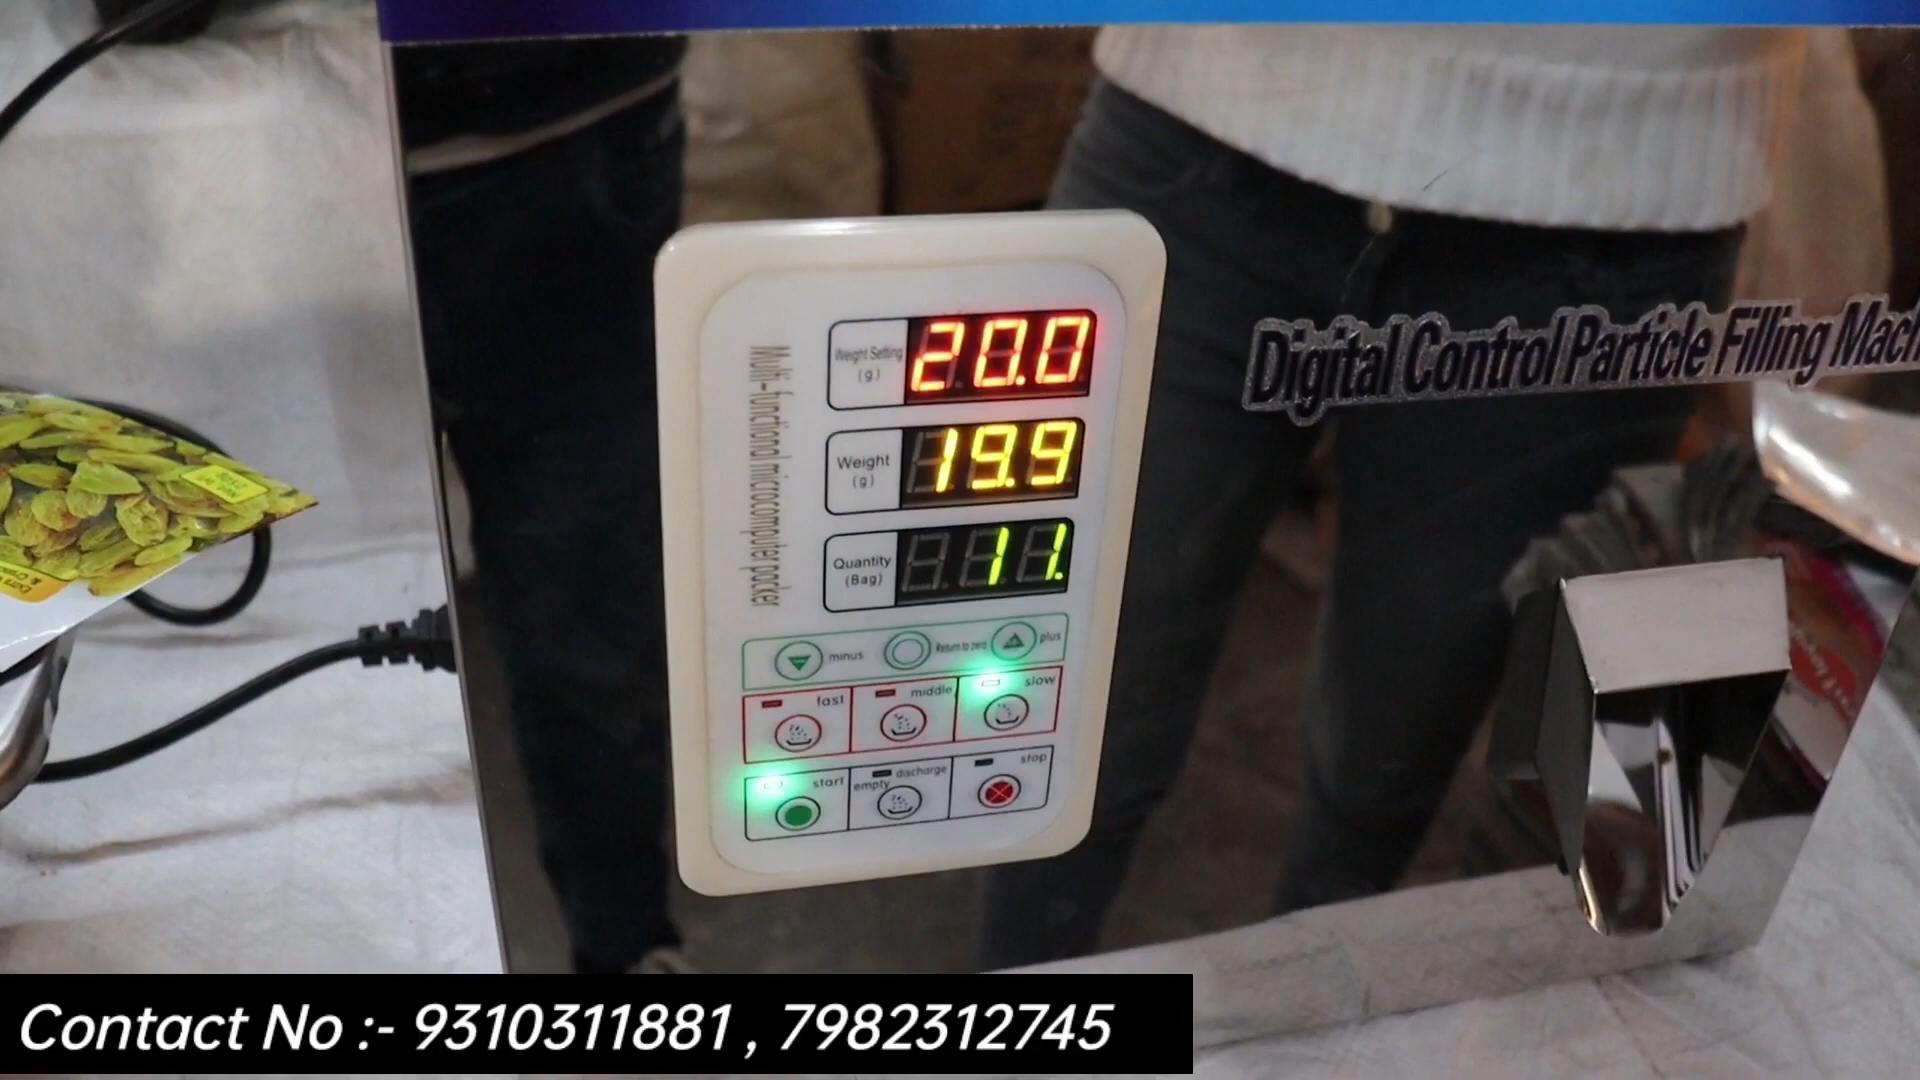 Digital Control Particle Filling Mach
Multi-functional microcomputer packer
Weight Setting
(g)
20.0
Weight
(g)
19.9
Quantity
(Bag)
11.
minus
Return to zero
plus
fast
middle
slow
start
empty discharge
stop
Contact No :- 9310311881 , 7982312745